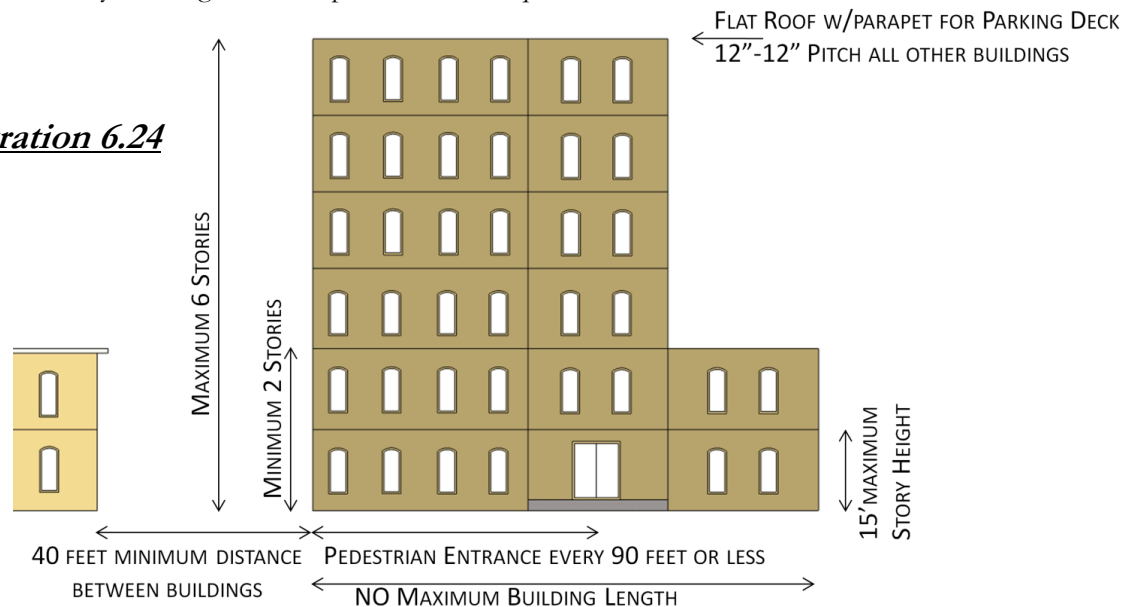 FLAT ROOF W/PARAPET FOR PARKING DECK
12”-12” PITCH ALL OTHER BUILDINGS
6.24
MAXIMUM 6 STORIES
MINIMUM 2 STORIES
15’MAXIMUM
STORY HEIGHT
40 FEET MINIMUM DISTANCE
BETWEEN BUILDINGS
PEDESTRIAN ENTRANCE EVERY 90 FEET OR LESS
NO MAXIMUM BUILDING LENGTH